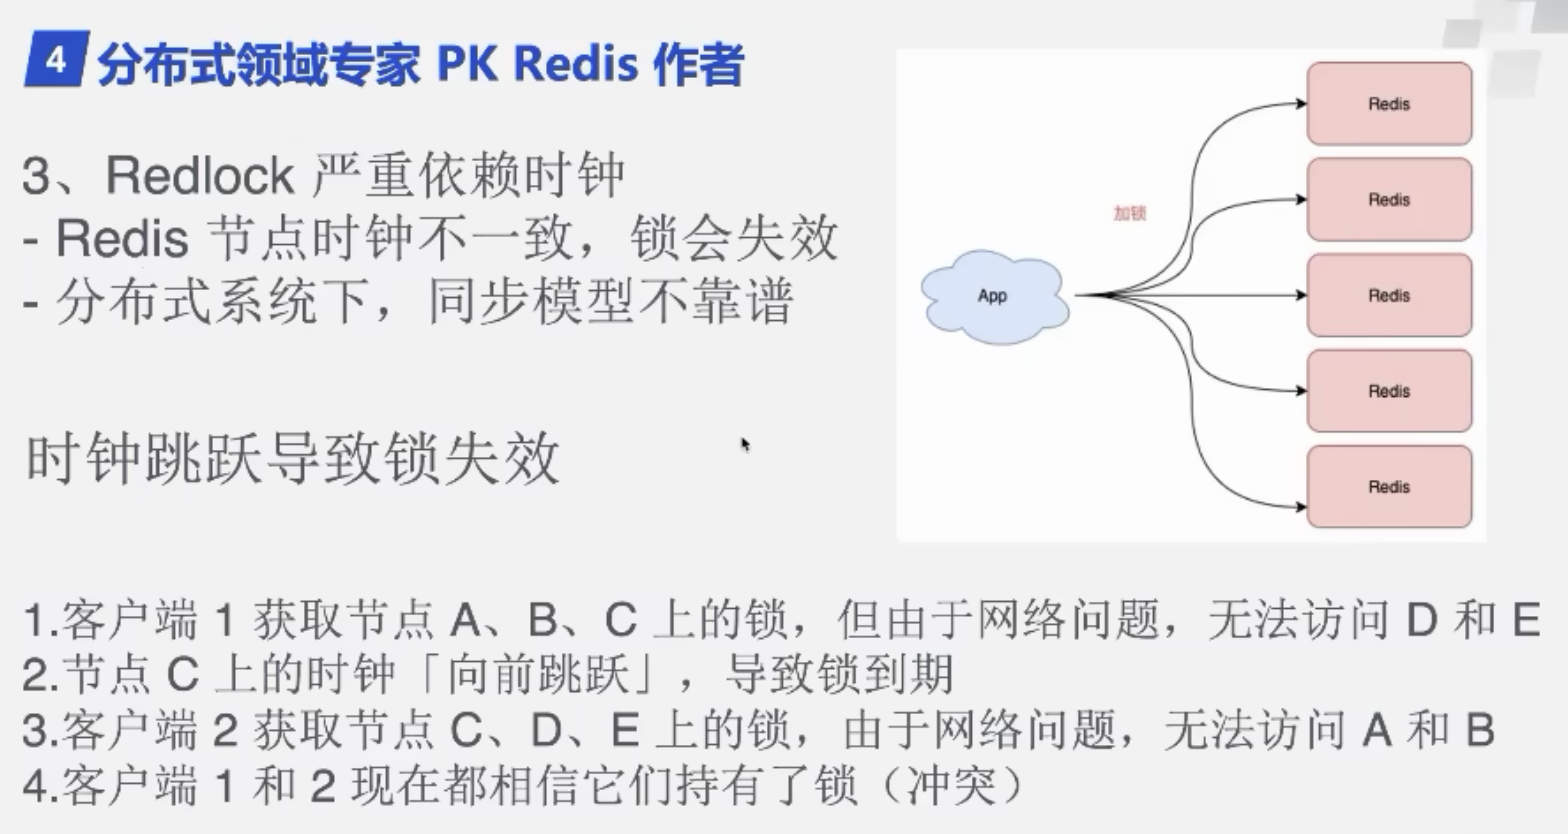 4 分布式领域专家 PK Redis 作者
3、Redlock 严重依赖时钟
- Redis 节点时钟不一致，锁会失效
- 分布式系统下，同步模型不靠谱
时钟跳跃导致锁失效
加锁
App
Redis
Redis
Redis
Redis
Redis
1.客户端 1 获取节点 A、B、C 上的锁，但由于网络问题，无法访问 D 和 E
2.节点 C 上的时钟「向前跳跃」，导致锁到期
3.客户端 2 获取节点 C、D、E 上的锁，由于网络问题，无法访问 A 和 B
4.客户端 1 和 2 现在都相信它们持有了锁（冲突）